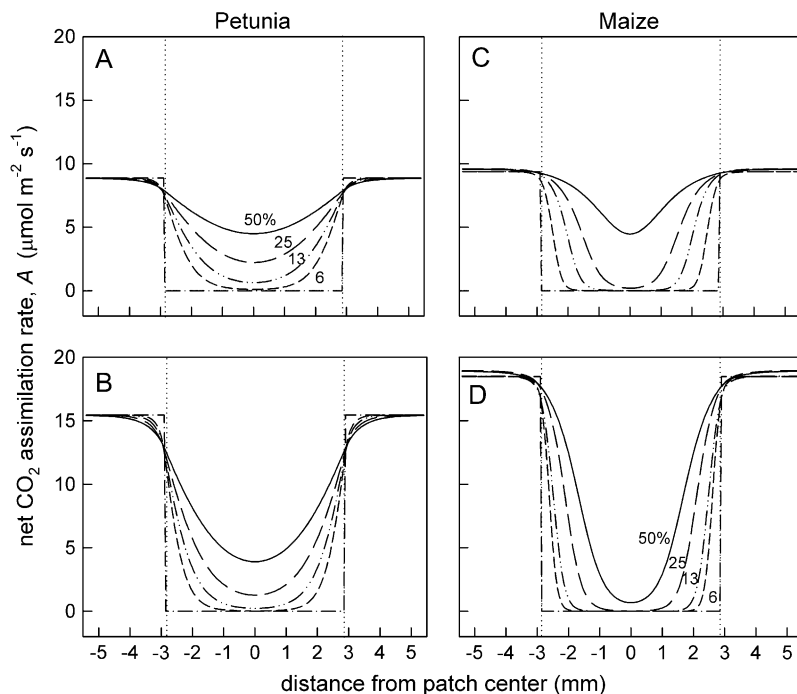 Petunia
Maize
net CO2 assimilation rate, A (μmol m−2 s−1)
A
20
15
10
5
0
50%
25
13
6
C
B
20
15
10
5
0
-5 -4 -3 -2 -1 0 1 2 3 4 5
D
50%
25
13
6
-5 -4 -3 -2 -1 0 1 2 3 4 5
distance from patch center (mm)